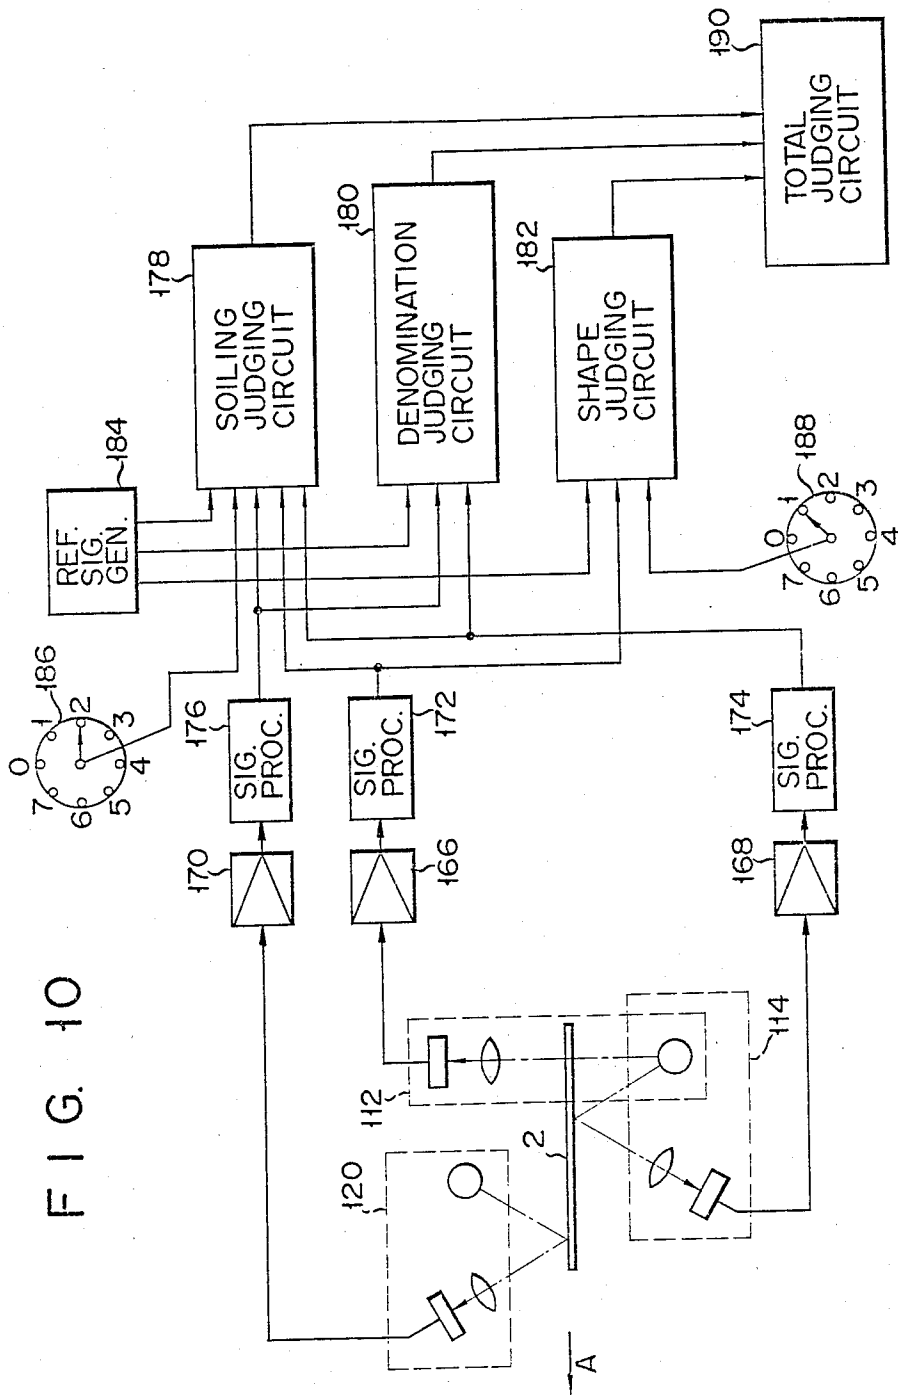 FIG. 10
0
1
2
3
4
5
6
7
186
REF.
SIG.
GEN.
184
SOILING
JUDGING
CIRCUIT
178
DENOMINATION
JUDGING
CIRCUIT
180
SHAPE
JUDGING
CIRCUIT
182
TOTAL
JUDGING
CIRCUIT
190
170
SIG.
PROC.
176
166
SIG.
PROC.
172
168
SIG.
PROC.
174
0
1
2
3
4
5
6
7
188
120
112
2
114
A